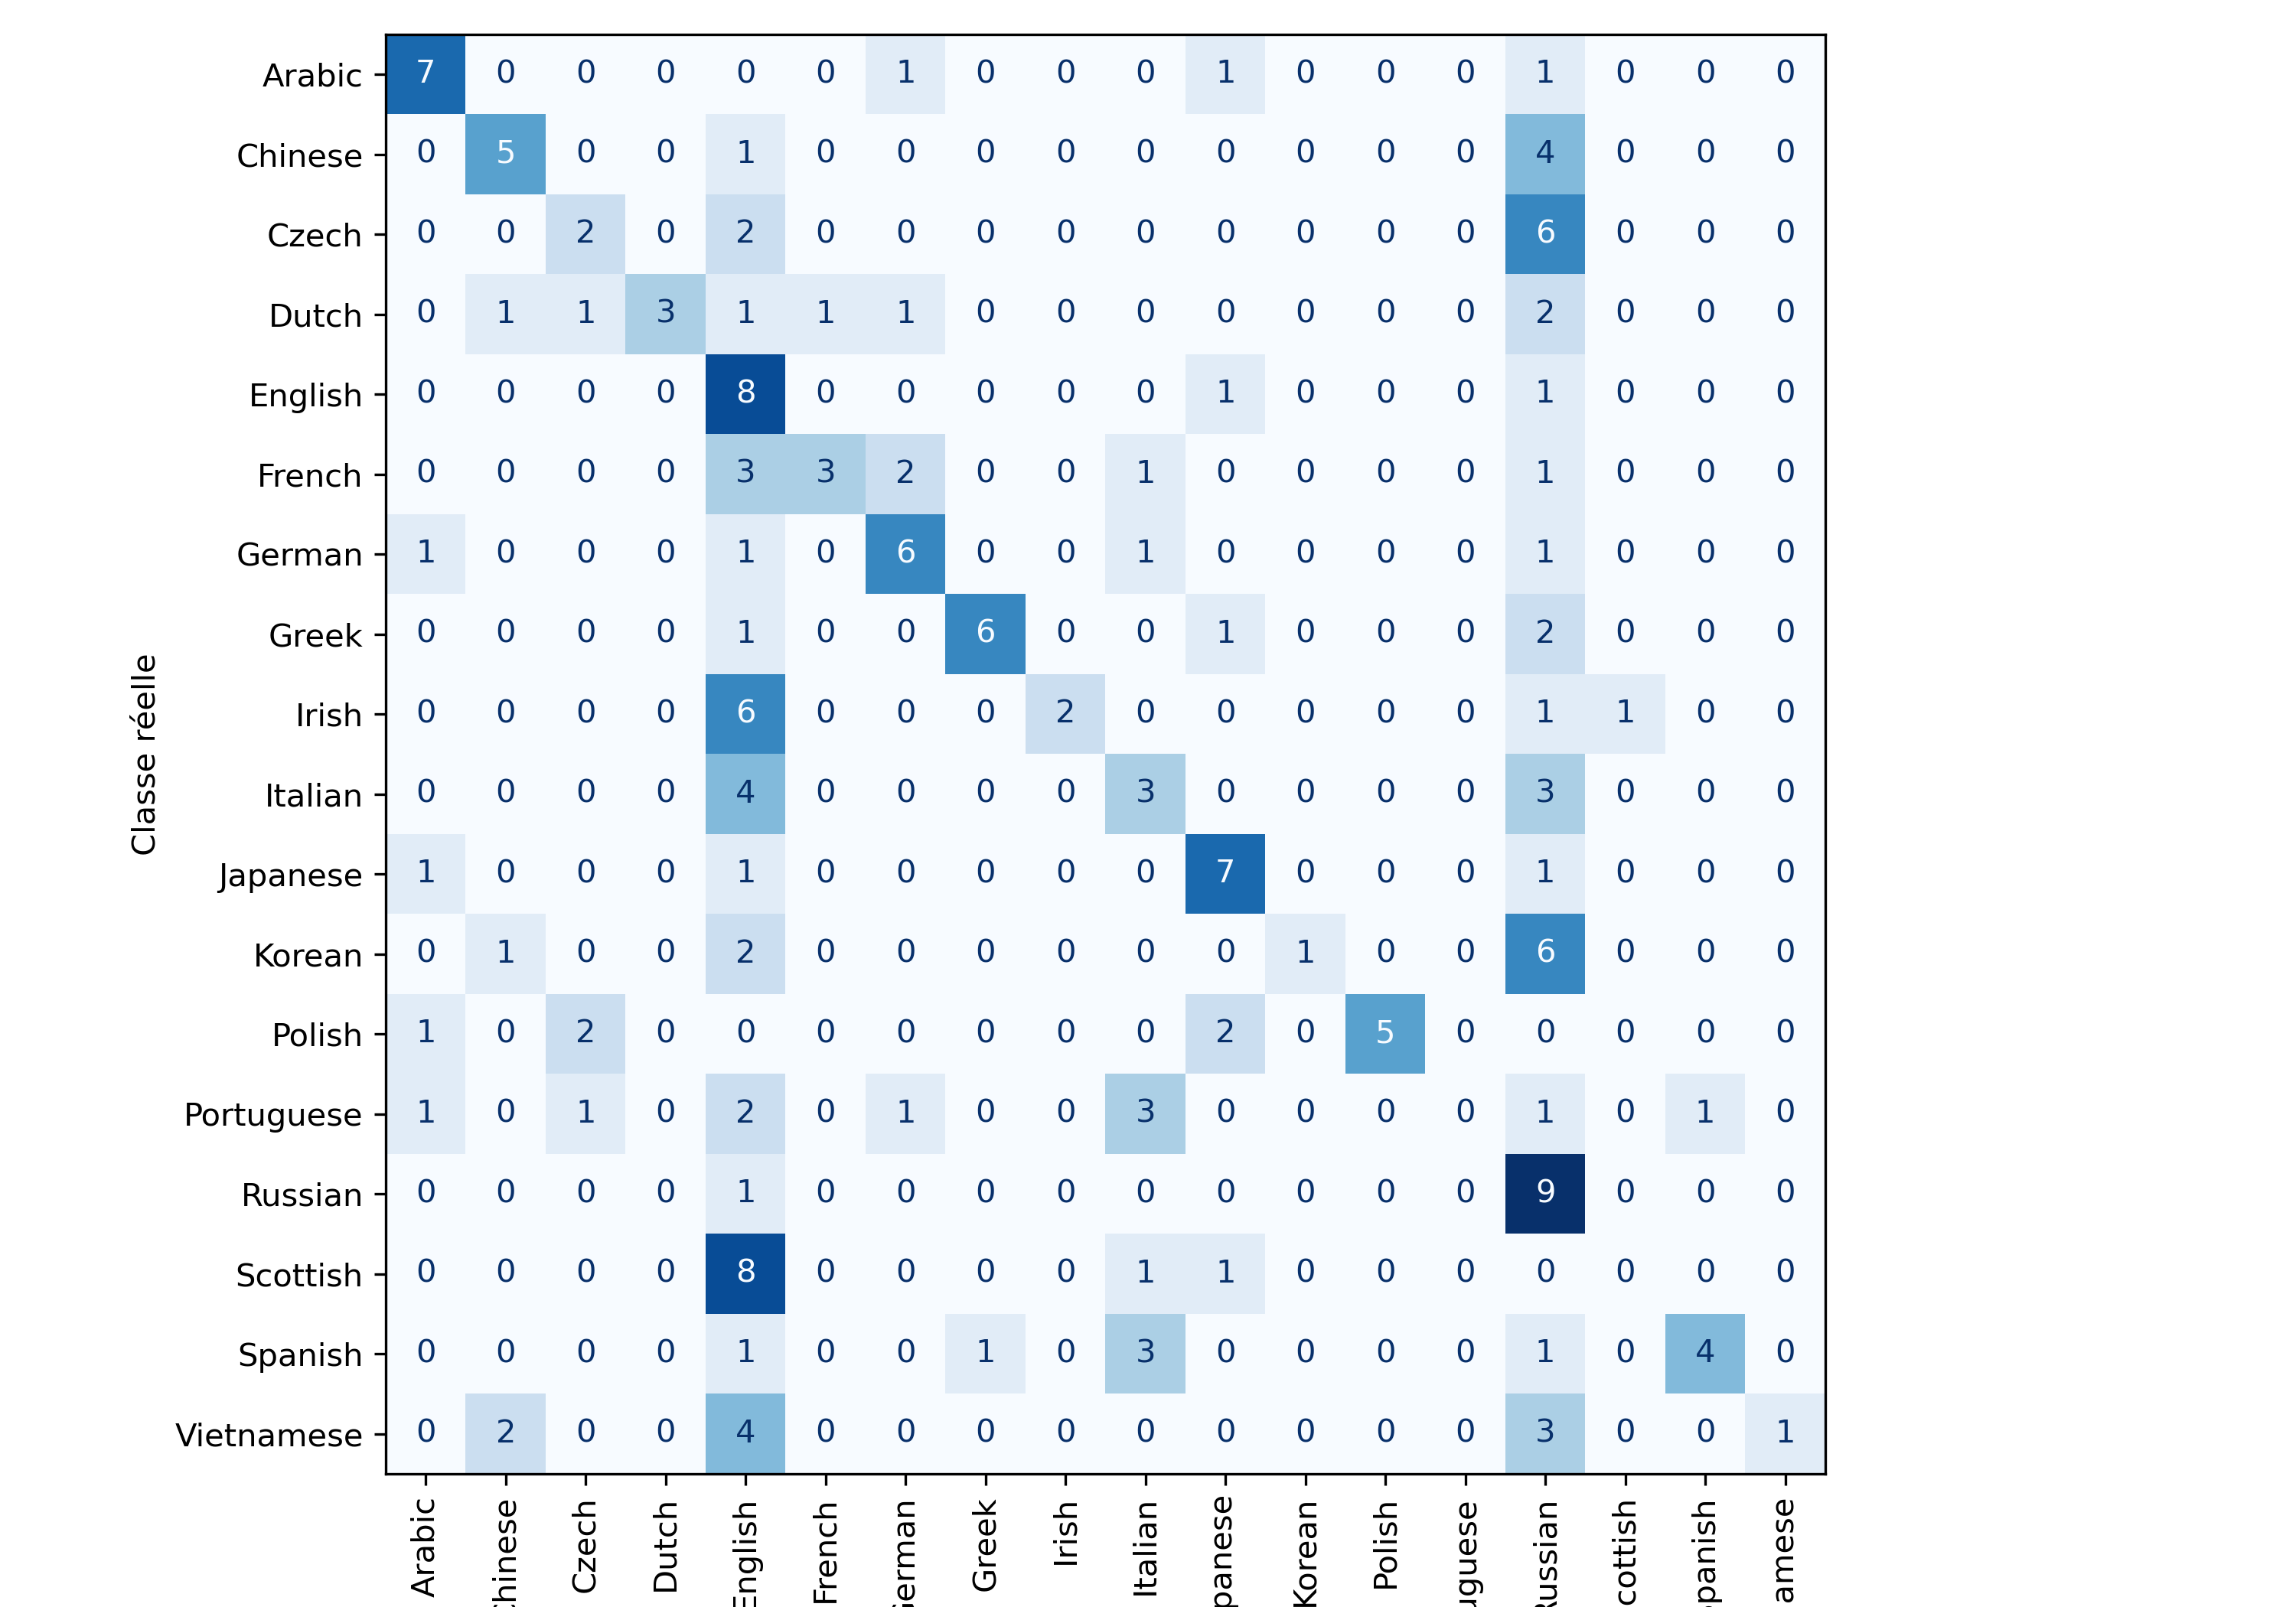 Arabic 7 0 0 0 0 0 1 0 0 0 1 0 0 0 1 0 0 0
Chinese 0 5 0 0 1 0 0 0 0 0 0 0 0 0 4 0 0 0
Czech 0 0 2 0 2 0 0 0 0 0 0 0 0 0 6 0 0 0
Dutch 0 1 1 3 1 1 1 0 0 0 0 0 0 0 2 0 0 0
English 0 0 0 0 8 0 0 0 0 0 1 0 0 0 1 0 0 0
French 0 0 0 0 3 3 2 0 0 1 0 0 0 0 1 0 0 0
German 1 0 0 0 1 0 6 0 0 1 0 0 0 0 1 0 0 0
Greek 0 0 0 0 1 0 0 6 0 0 1 0 0 0 2 0 0 0
Irish 0 0 0 0 6 0 0 0 2 0 0 0 0 0 1 1 0 0
Italian 0 0 0 0 4 0 0 0 0 3 0 0 0 0 3 0 0 0
Japanese 1 0 0 0 1 0 0 0 0 0 7 0 0 0 1 0 0 0
Korean 0 1 0 0 2 0 0 0 0 0 0 1 0 0 6 0 0 0
Polish 1 0 2 0 0 0 0 0 0 0 2 0 5 0 0 0 0 0
Portuguese 1 0 1 0 2 0 1 0 0 3 0 0 0 0 1 0 1 0
Russian 0 0 0 0 1 0 0 0 0 0 0 0 0 0 9 0 0 0
Scottish 0 0 0 0 8 0 0 0 0 1 1 0 0 0 0 0 0 0
Spanish 0 0 0 0 1 0 0 1 0 3 0 0 0 0 1 0 4 0
Vietnamese 0 2 0 0 4 0 0 0 0 0 0 0 0 0 3 0 0 1
Classe réelle
Arabic
hinese
Czech
Dutch
English
French
erman
Greek
Irish
Italian
panese
Korean
Polish
uguese
Russian
cottish
panish
amese